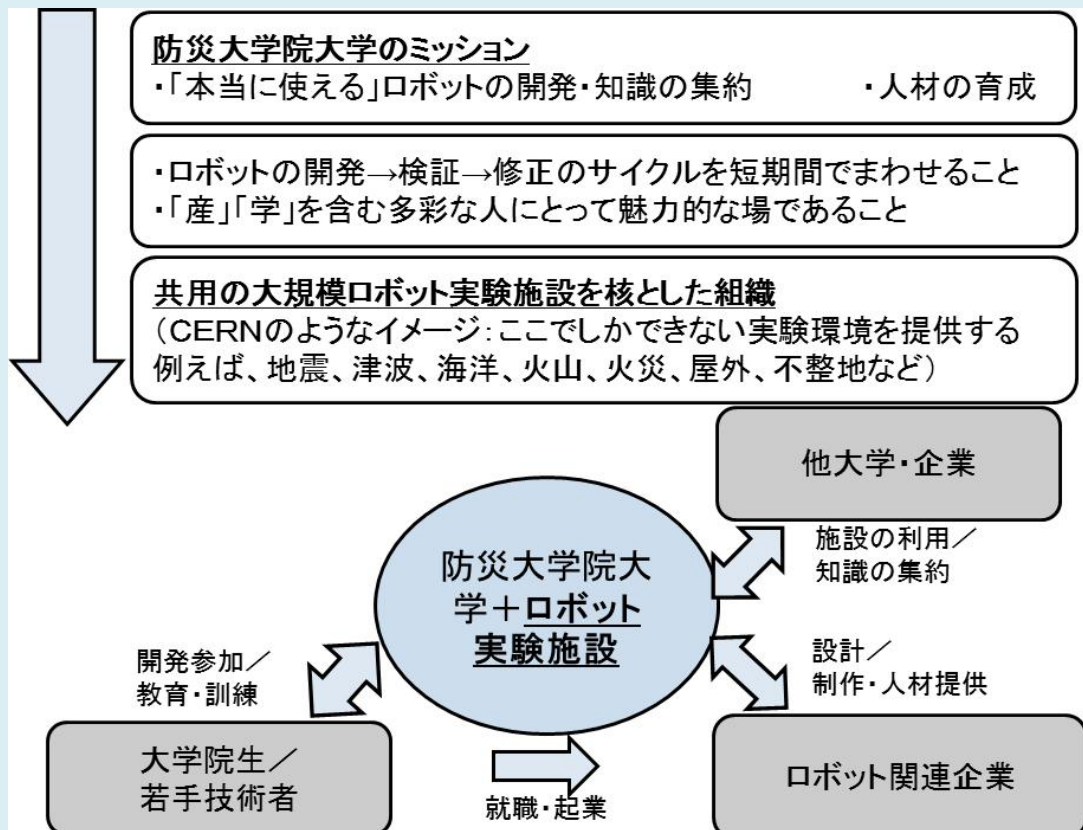 防災大学院大学のミッション
・「本当に使える」ロボットの開発・知識の集約　・人材の育成
・ロボットの開発→検証→修正のサイクルを短期間でまわせること
・「産」「学」を含む多彩な人にとって魅力的な場であること
共用の大規模ロボット実験施設を核とした組織
（CERNのようなイメージ：ここでしかできない実験環境を提供する
例えば、地震、津波、海洋、火山、火災、屋外、不整地など）
他大学・企業
施設の利用／
知識の集約
防災大学院大
学＋ロボット
実験施設
開発参加／
教育・訓練
設計／
制作・人材提供
大学院生／
若手技術者
就職・起業
ロボット関連企業